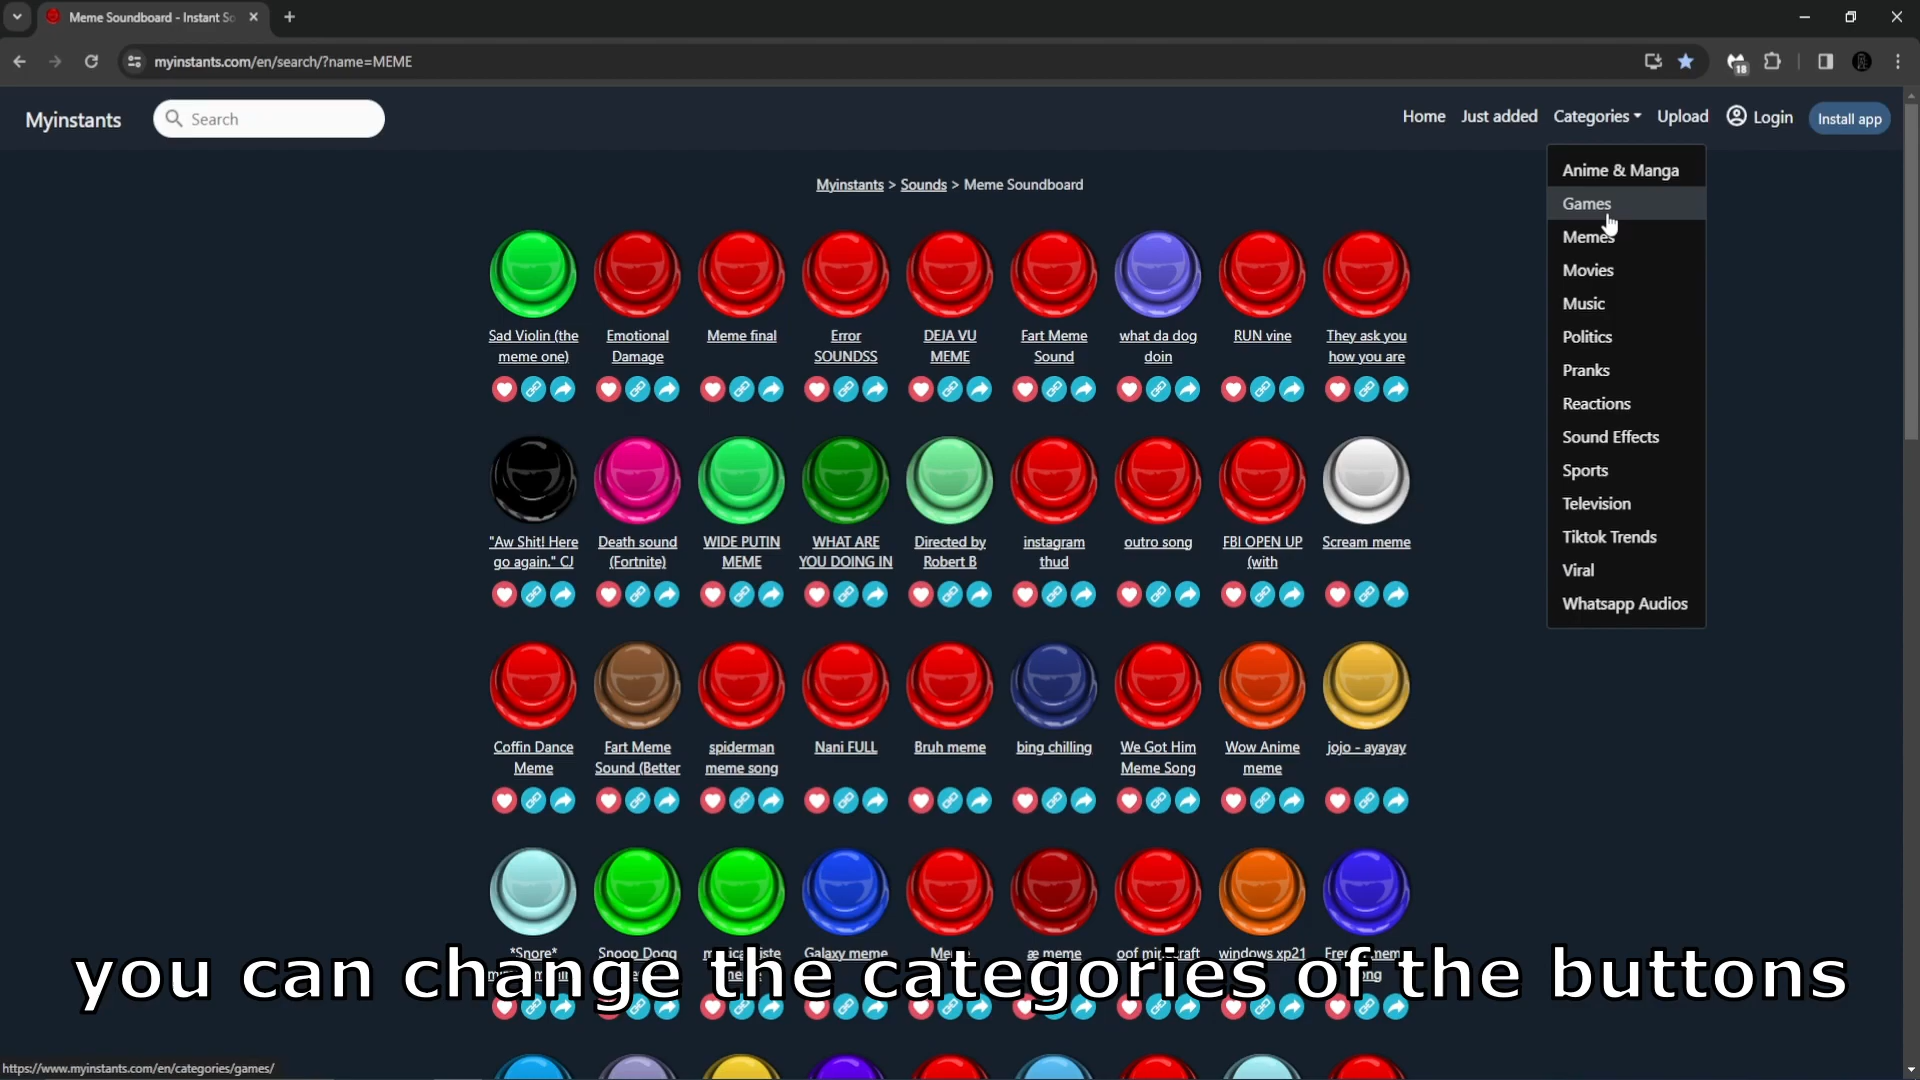 Meme Soundboard - Instant So
myinstants.com/en/search/?name=MEME
18
Myinstants
Search
Home
Just added
Categories
Upload
Login
Install app
Myinstants > Sounds > Meme Soundboard
Anime & Manga
Games
Memes
Movies
Music
Politics
Pranks
Reactions
Sound Effects
Sports
Television
Tiktok Trends
Viral
Whatsapp Audios
Sad Violin (the
meme one)
Emotional
Damage
Meme final
Error
SOUNDSS
DEJA VU
MEME
Fart Meme
Sound
what da dog
doin
RUN vine
They ask you
how you are
"Aw Shit! Here
go again." CJ
Death sound
(Fortnite)
WIDE PUTIN
MEME
WHAT ARE
YOU DOING IN
Directed by
Robert B
instagram
thud
outro song
FBI OPEN UP
(with
Scream meme
Coffin Dance
Meme
Fart Meme
Sound (Better
spiderman
meme song
Nani FULL
Bruh meme
bing chilling
We Got Him
Meme Song
Wow Anime
meme
jojo - ayayay
*Snore*
Snoop Dogg
Galaxy meme
æ meme
oof minecraft
windows xp21
you can change the categories of the buttons
https://www.myinstants.com/en/categories/games/